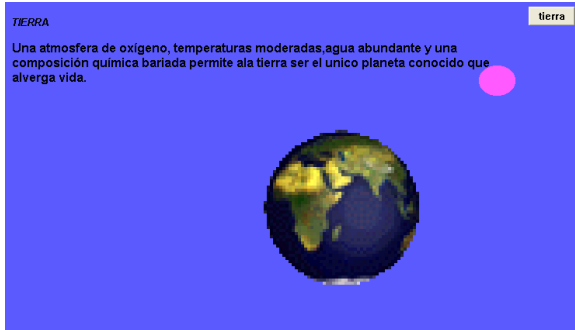 TIERRA
tierra
Una atmosfera de oxígeno, temperaturas moderadas,agua abundante y una
composición química bariada permite ala tierra ser el unico planeta conocido que
alverga vida.